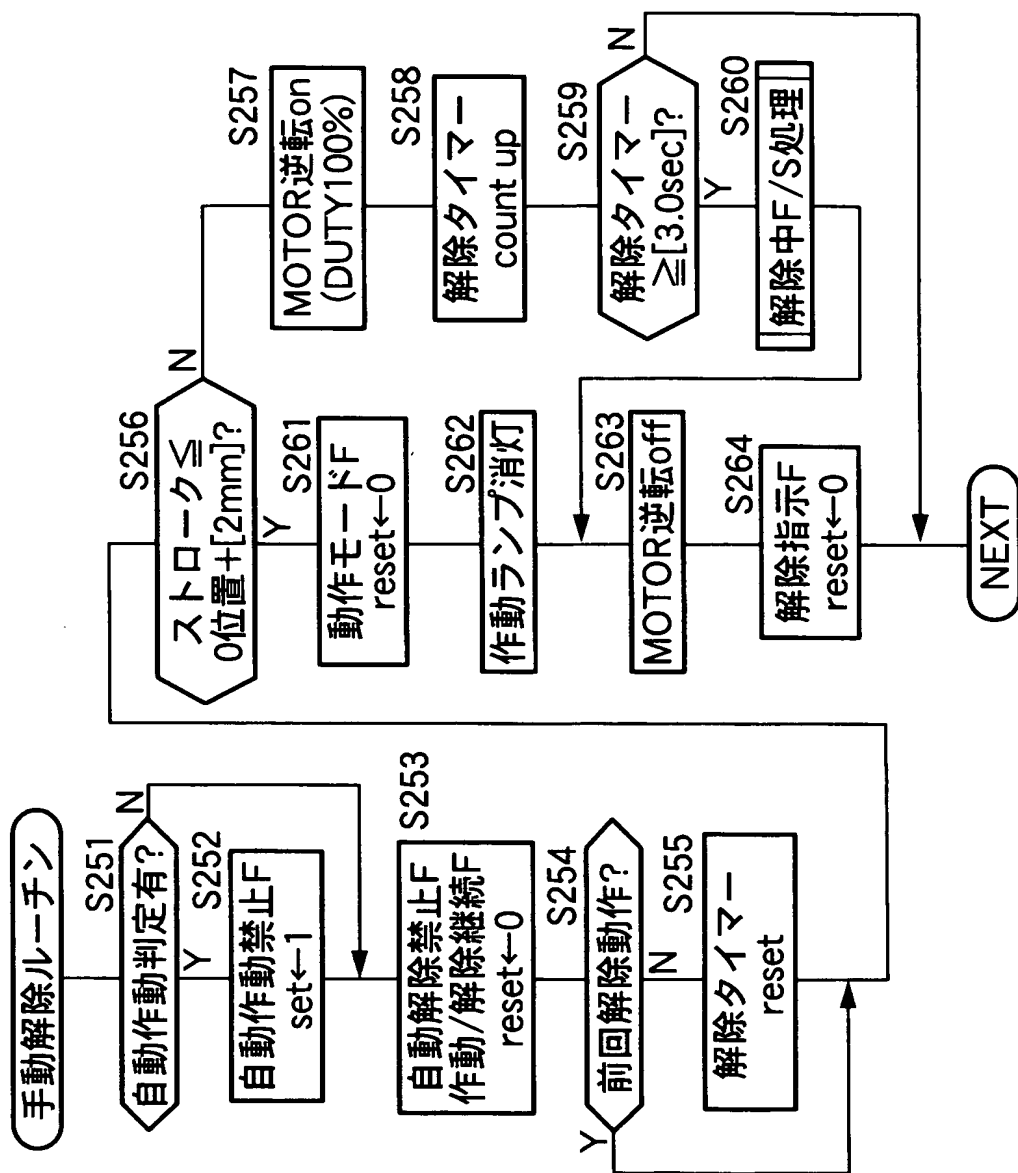 手動解除ルーチン
S251
自動作動判定有?
N
Y
S252
自動作動禁止F
set←1
S253
自動解除禁止F
作動/解除継続F
reset←0
S254
前回解除動作?
Y
N
S255
解除タイマー
reset
S256
ストローク≦
0位置+[2mm]?
N
Y
S261
動作モードF
reset←0
S262
作動ランプ消灯
S263
MOTOR逆転off
S264
解除指示F
reset←0
S257
MOTOR逆転on
(DUTY100%)
S258
解除タイマー
count up
S259
解除タイマー
≧[3.0sec]?
N
Y
S260
解除中F/S処理
NEXT